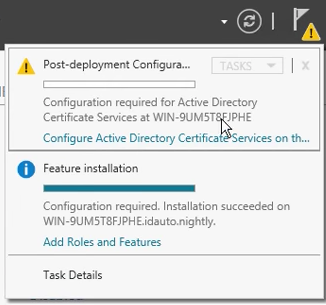 Post-deployment Configura...
TASKS
x
Configuration required for Active Directory
Certificate Services at WIN-9UM5T8FJPHE
Configure Active Directory Certificate Services on th...
Feature installation
Configuration required. Installation succeeded on
WIN-9UM5T8FJPHE.idauto.nightly.
Add Roles and Features
Task Details